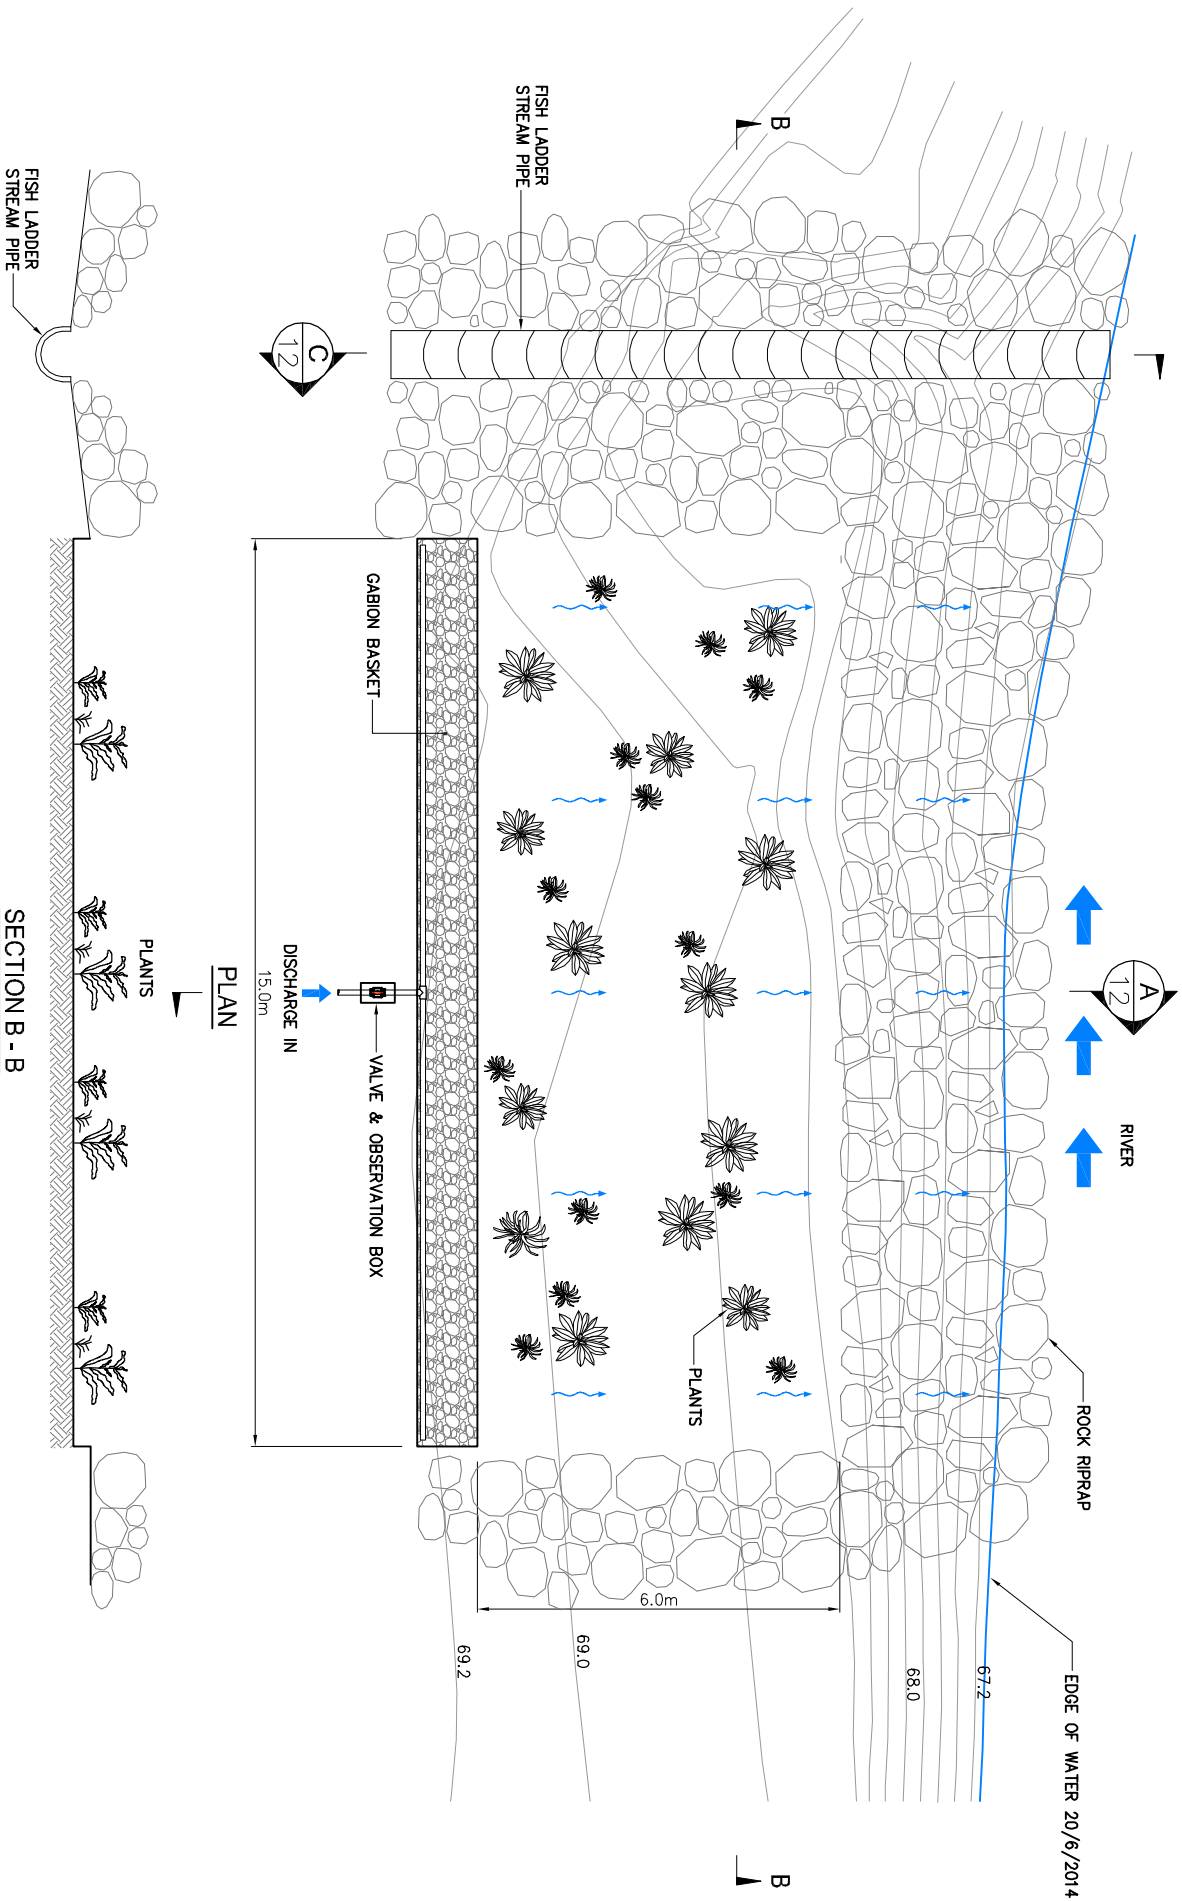 EDGE OF WATER 20/6/2014
RIVER
A
12
ROCK RIPRAP
B
B
67.2
68.0
69.0
69.2
6.0m
PLANTS
FISH LADDER
STREAM PIPE
GABION BASKET
VALVE & OBSERVATION BOX
C
12
DISCHARGE IN
15.0m
PLAN
PLANTS
FISH LADDER
STREAM PIPE
SECTION B - B